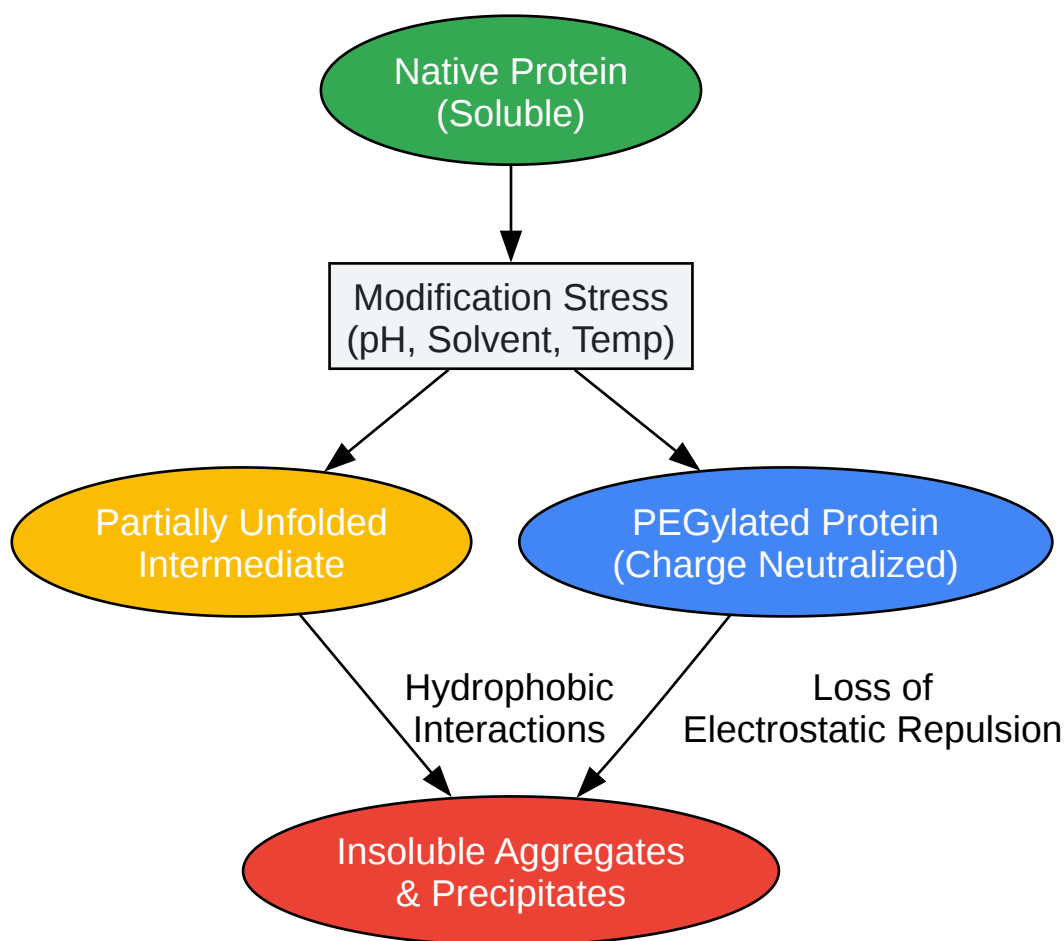 Native Protein
(Soluble)
Modification Stress
(pH, Solvent, Temp)
Partially Unfolded
Intermediate
PEGylated Protein
(Charge Neutralized)
Hydrophobic
Interactions
Loss of
Electrostatic Repulsion
Insoluble Aggregates
& Precipitates